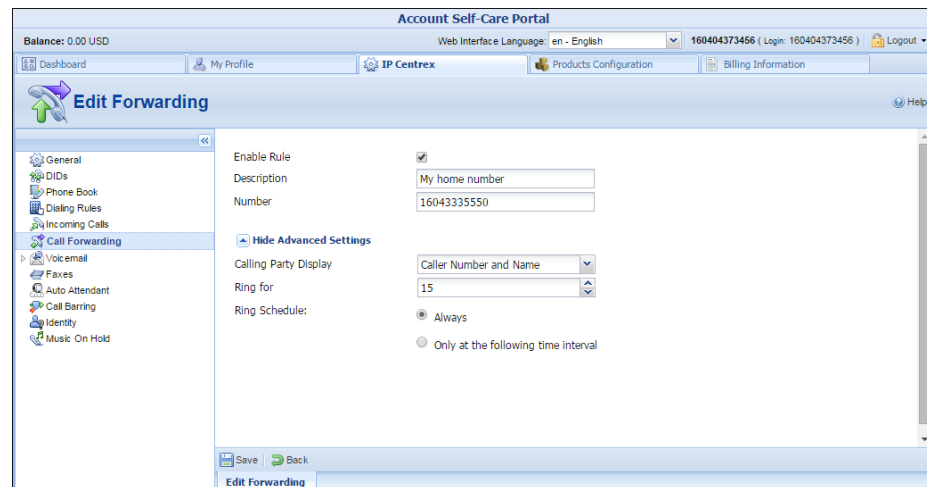 Account Self-Care Portal
Balance: 0.00 USD Web Interface Language: en - English 160404373456 ( Login: 160404373456 ) Logout
Dashboard My Profile IP Centrex Products Configuration Billing Information
Edit Forwarding Help
General
DIDs
Phone Book
Dialing Rules
Incoming Calls
Call Forwarding
Voicemail
Faxes
Auto Attendant
Call Barring
Identity
Music On Hold
Enable Rule
Description My home number
Number 16043335550
Hide Advanced Settings
Calling Party Display Caller Number and Name
Ring for 15
Ring Schedule: Always
Only at the following time interval
Save Back
Edit Forwarding